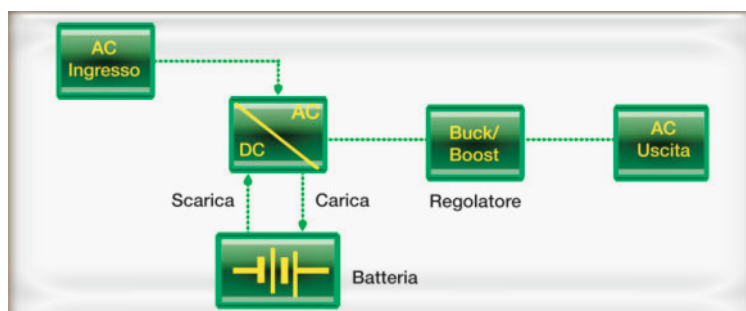 AC
Ingresso
AC
DC
Buck/
Boost
AC
Uscita
Scarica
Carica
Regolatore
Batteria